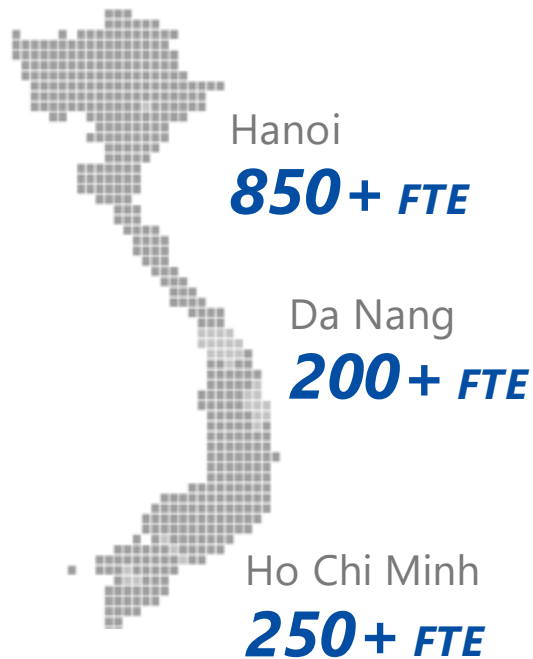 Hanoi
850+ FTE
Da Nang
200+ FTE
Ho Chi Minh
250+ FTE